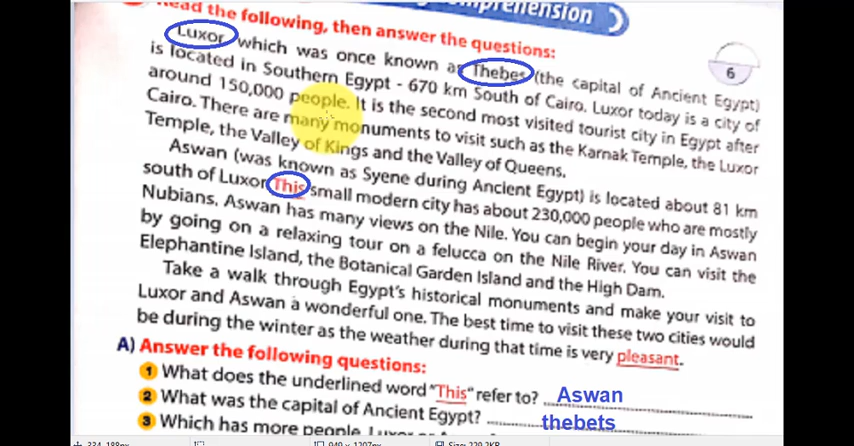 Read the following, then answer the questions:
6
Luxor, which was once known as Thebes (the capital of Ancient Egypt)
is located in Southern Egypt - 670 km South of Cairo. Luxor today is a city of
around 150,000 people. It is the second most visited tourist city in Egypt after
Cairo. There are many monuments to visit such as the Karnak Temple, the Luxor
Temple, the Valley of Kings and the Valley of Queens.
Aswan (was known as Syene during Ancient Egypt) is located about 81 km
south of Luxor. This small modern city has about 230,000 people who are mostly
Nubians. Aswan has many views on the Nile. You can begin your day in Aswan
by going on a relaxing tour on a felucca on the Nile River. You can visit the
Elephantine Island, the Botanical Garden Island and the High Dam.
Take a walk through Egypt's historical monuments and make your visit to
Luxor and Aswan a wonderful one. The best time to visit these two cities would
be during the winter as the weather during that time is very pleasant.
A) Answer the following questions:
1 What does the underlined word "This" refer to? Aswan
2 What was the capital of Ancient Egypt? thebets
3 Which has more people, Luxor
334, 188px
949 × 1207px
Size: 229.2KB